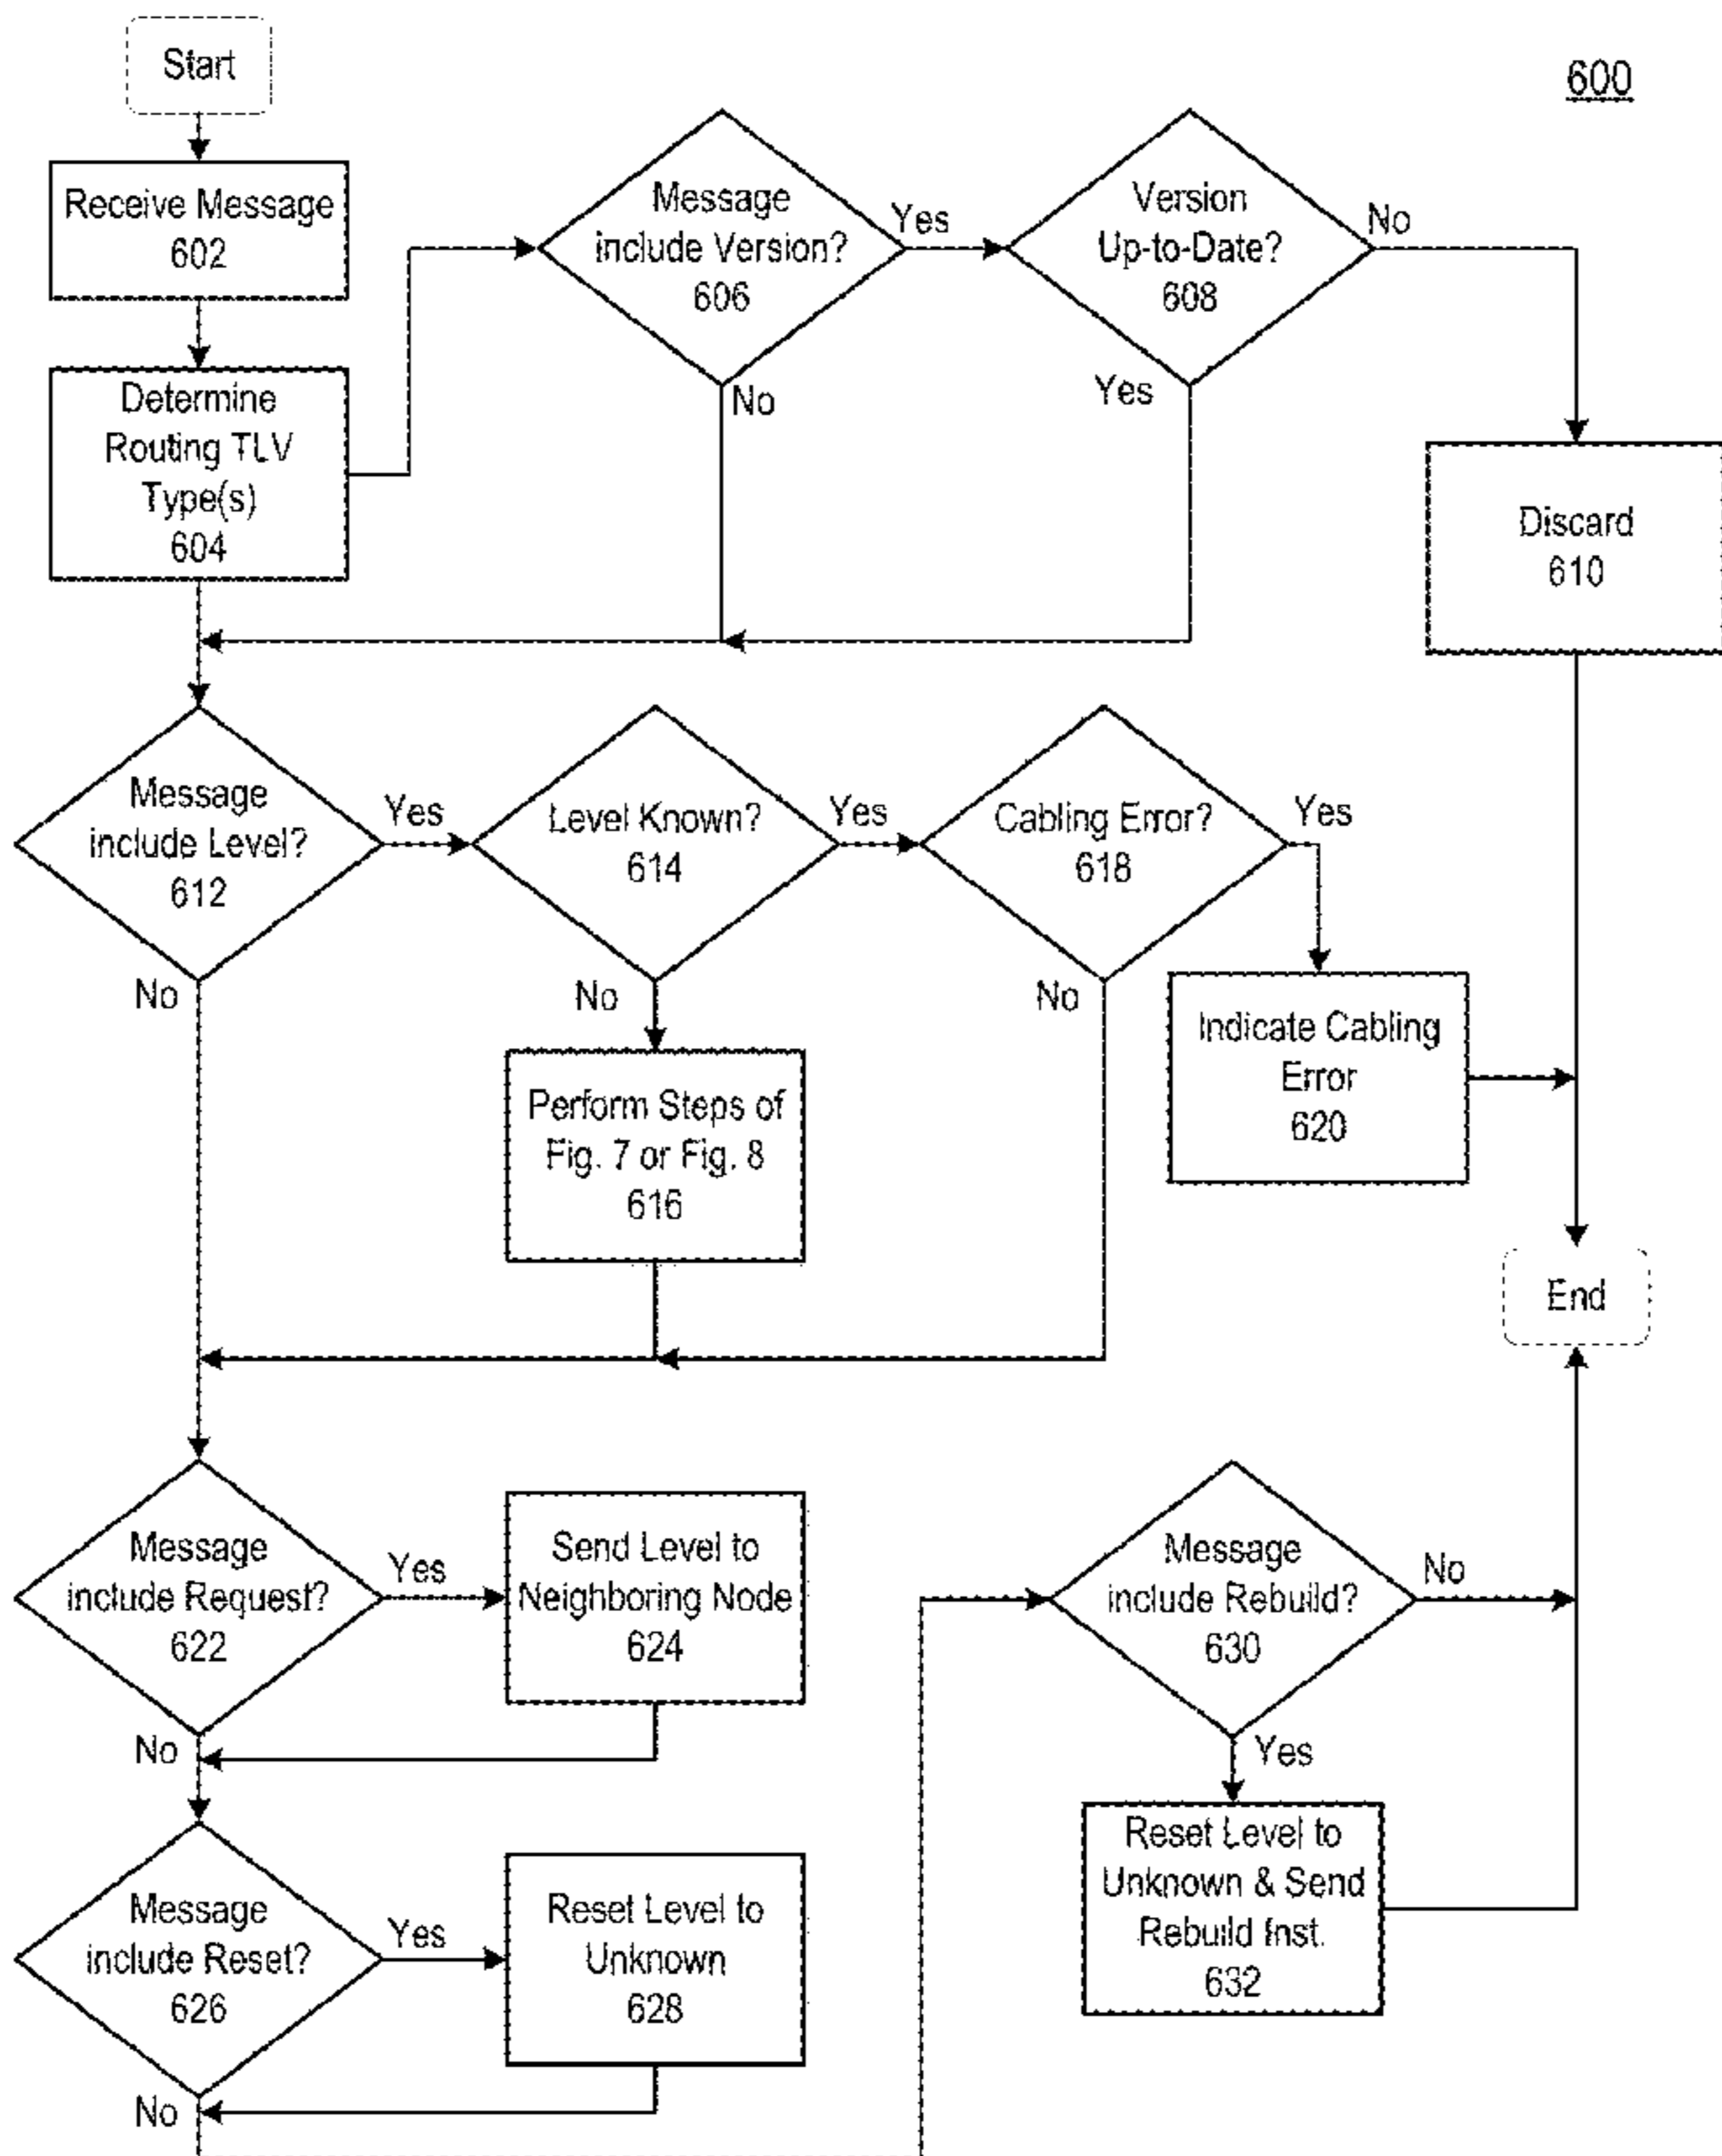 600
Start
Receive Message
602
Determine
Routing TLV
Type(s)
604
Message
include Version?
606
Yes
No
Version
Up-to-Date?
608
No
Yes
Discard
610
Message
include Level?
612
Yes
No
Level Known?
614
Yes
No
Cabling Error?
618
Yes
No
Perform Steps of
Fig. 7 or Fig. 8
616
Indicate Cabling
Error
620
End
Message
include Request?
622
Yes
No
Send Level to
Neighboring Node
624
Message
include Reset?
626
Yes
No
Reset Level to
Unknown
628
Message
include Rebuild?
630
No
Yes
Reset Level to
Unknown & Send
Rebuild Inst.
632